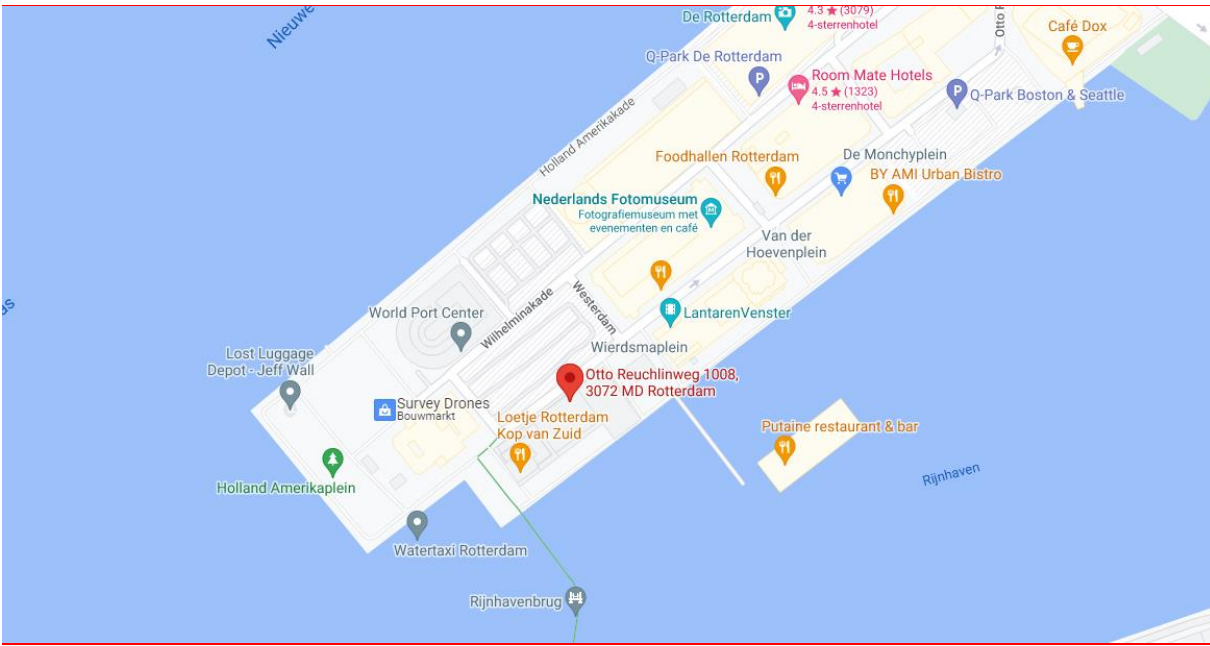 De Rotterdam
4.3 ★ (3079)
4-sterrenhotel
Café Dox
Q-Park De Rotterdam
Room Mate Hotels
4.5 ★ (1323)
4-sterrenhotel
Q-Park Boston & Seattle
Holland Amerikakade
Foodhallen Rotterdam
De Monchyplein
BY AMI Urban Bistro
Nederlands Fotomuseum
Fotografiemuseum met
evenementen en café
Van der
Hoevenplein
Westerdam
Wilhelminakade
World Port Center
LantarenVenster
Wierdsmaplein
Lost Luggage
Depot - Jeff Wall
Otto Reuchlinweg 1008,
3072 MD Rotterdam
Survey Drones
Bouwmarkt
Loetje Rotterdam
Kop van Zuid
Putaine restaurant & bar
Rijnhaven
Holland Amerikaplein
Watertaxi Rotterdam
Rijnhavenbrug